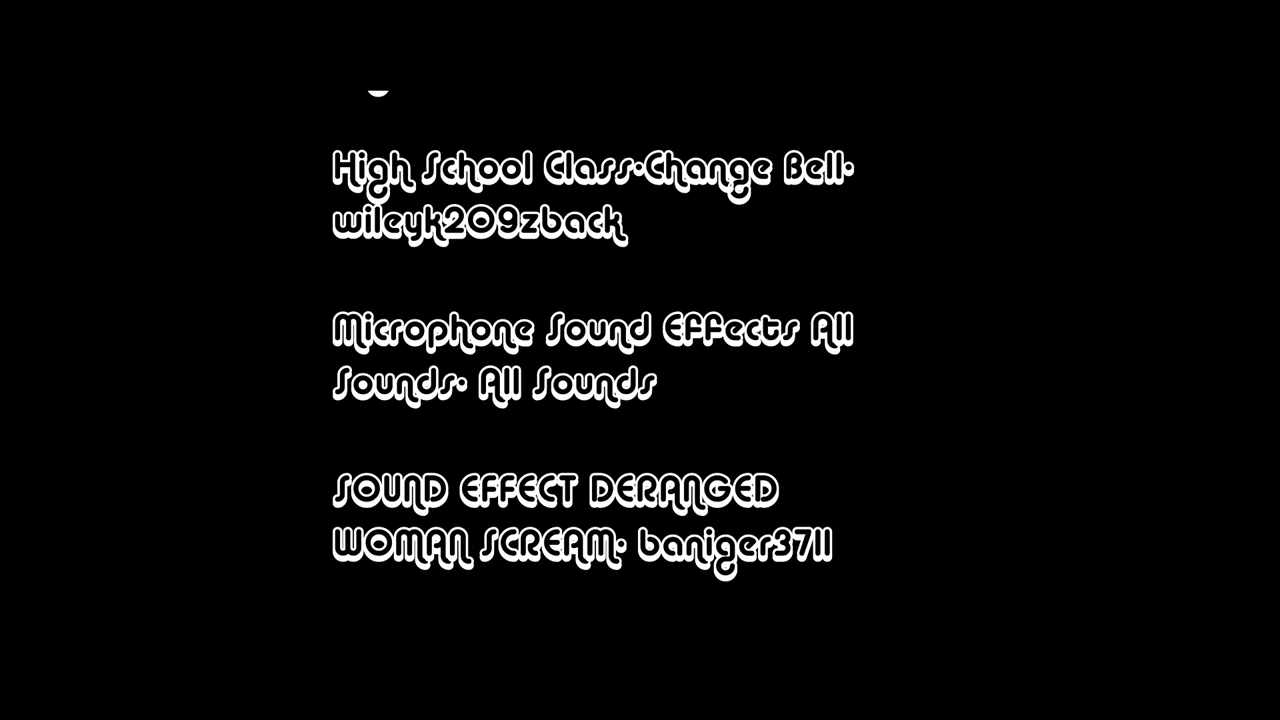 High School Class-Change Bell-
wileyk209zback
Microphone Sound Effects All
Sounds- All Sounds
SOUND EFFECT DERANGED
WOMAN SCREAM- baniger3711